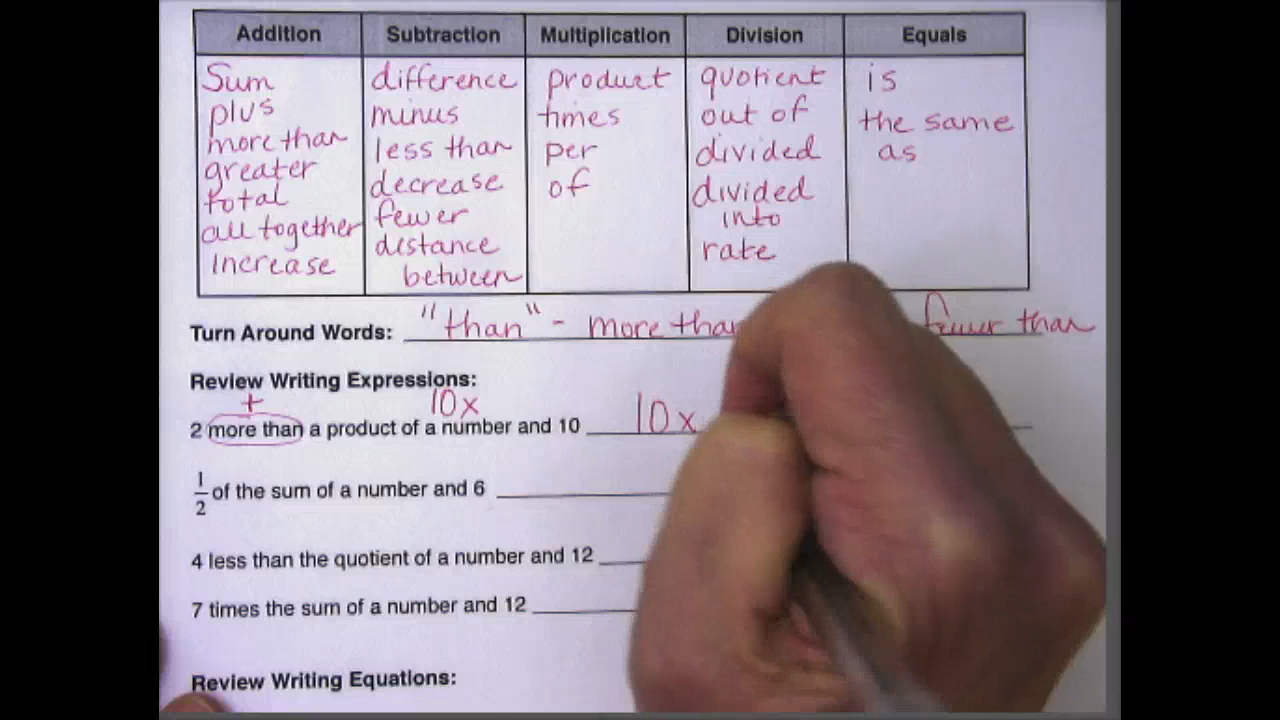 Addition Subtraction Multiplication Division Equals
Sum difference product quotient is
plus minus times out of the same
more than less than per divided as
greater decrease of divided
total fewer into
all together distance rate
increase between
Turn Around Words: "than" - more than fewer than
Review Writing Expressions:
+ 10x
2 more than a product of a number and 10 10x
1/2 of the sum of a number and 6
4 less than the quotient of a number and 12
7 times the sum of a number and 12
Review Writing Equations: